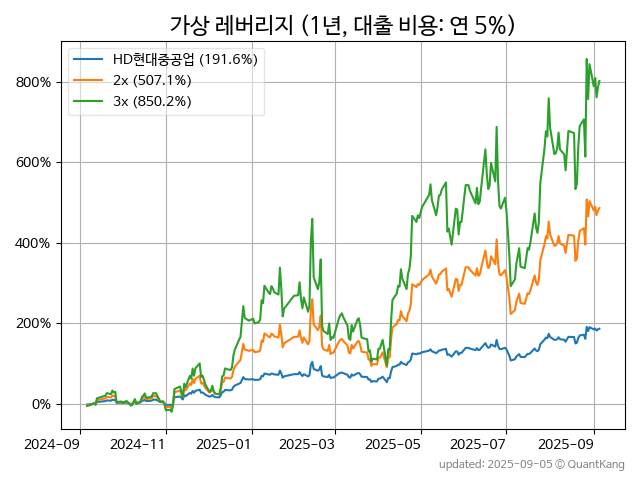 가상 레버리지 (1년, 대출 비용: 연 5%)
HD현대중공업 (191.6%)
2x (507.1%)
3x (850.2%)
800%
600%
400%
200%
0%
2024-09 2024-11 2025-01 2025-03 2025-05 2025-07 2025-09
updated: 2025-09-05 © QuantKang